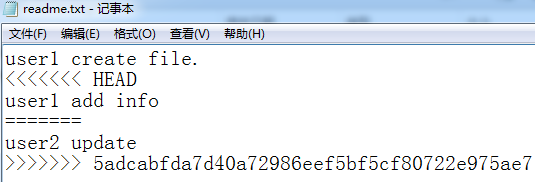 readme.txt - 记事本
文件(F) 编辑(E) 格式(O) 查看(V) 帮助(H)
user1 create file.
<<<<<<< HEAD
user1 add info
=======
user2 update
>>>>>>> 5adcabfda7d40a72986eef5bf5cf80722e975ae7